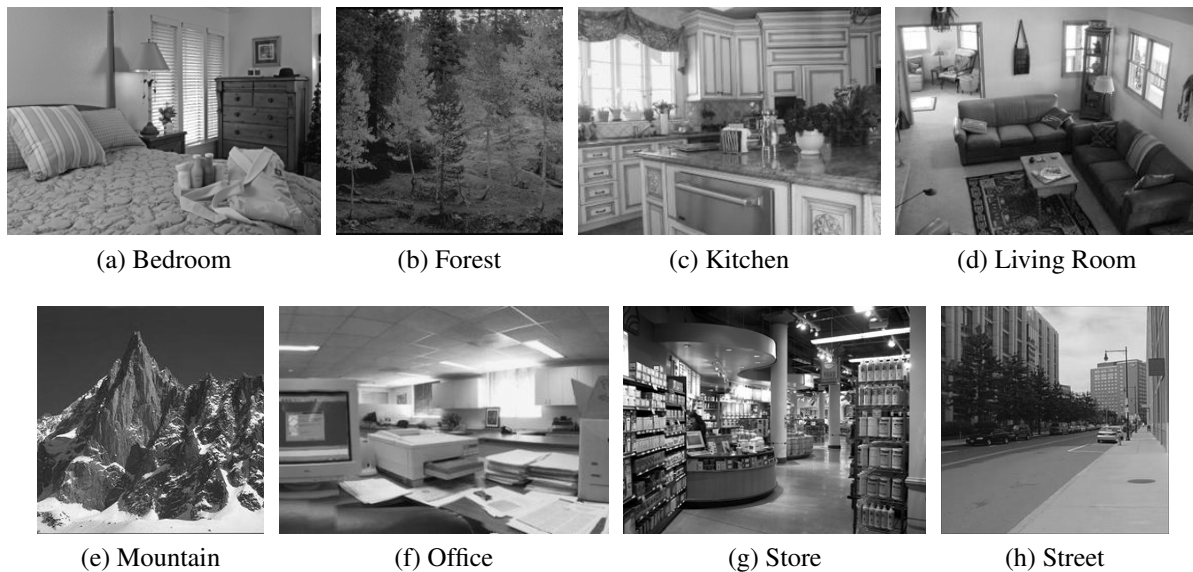 (a) Bedroom
(b) Forest
(c) Kitchen
(d) Living Room
(e) Mountain
(f) Office
(g) Store
(h) Street